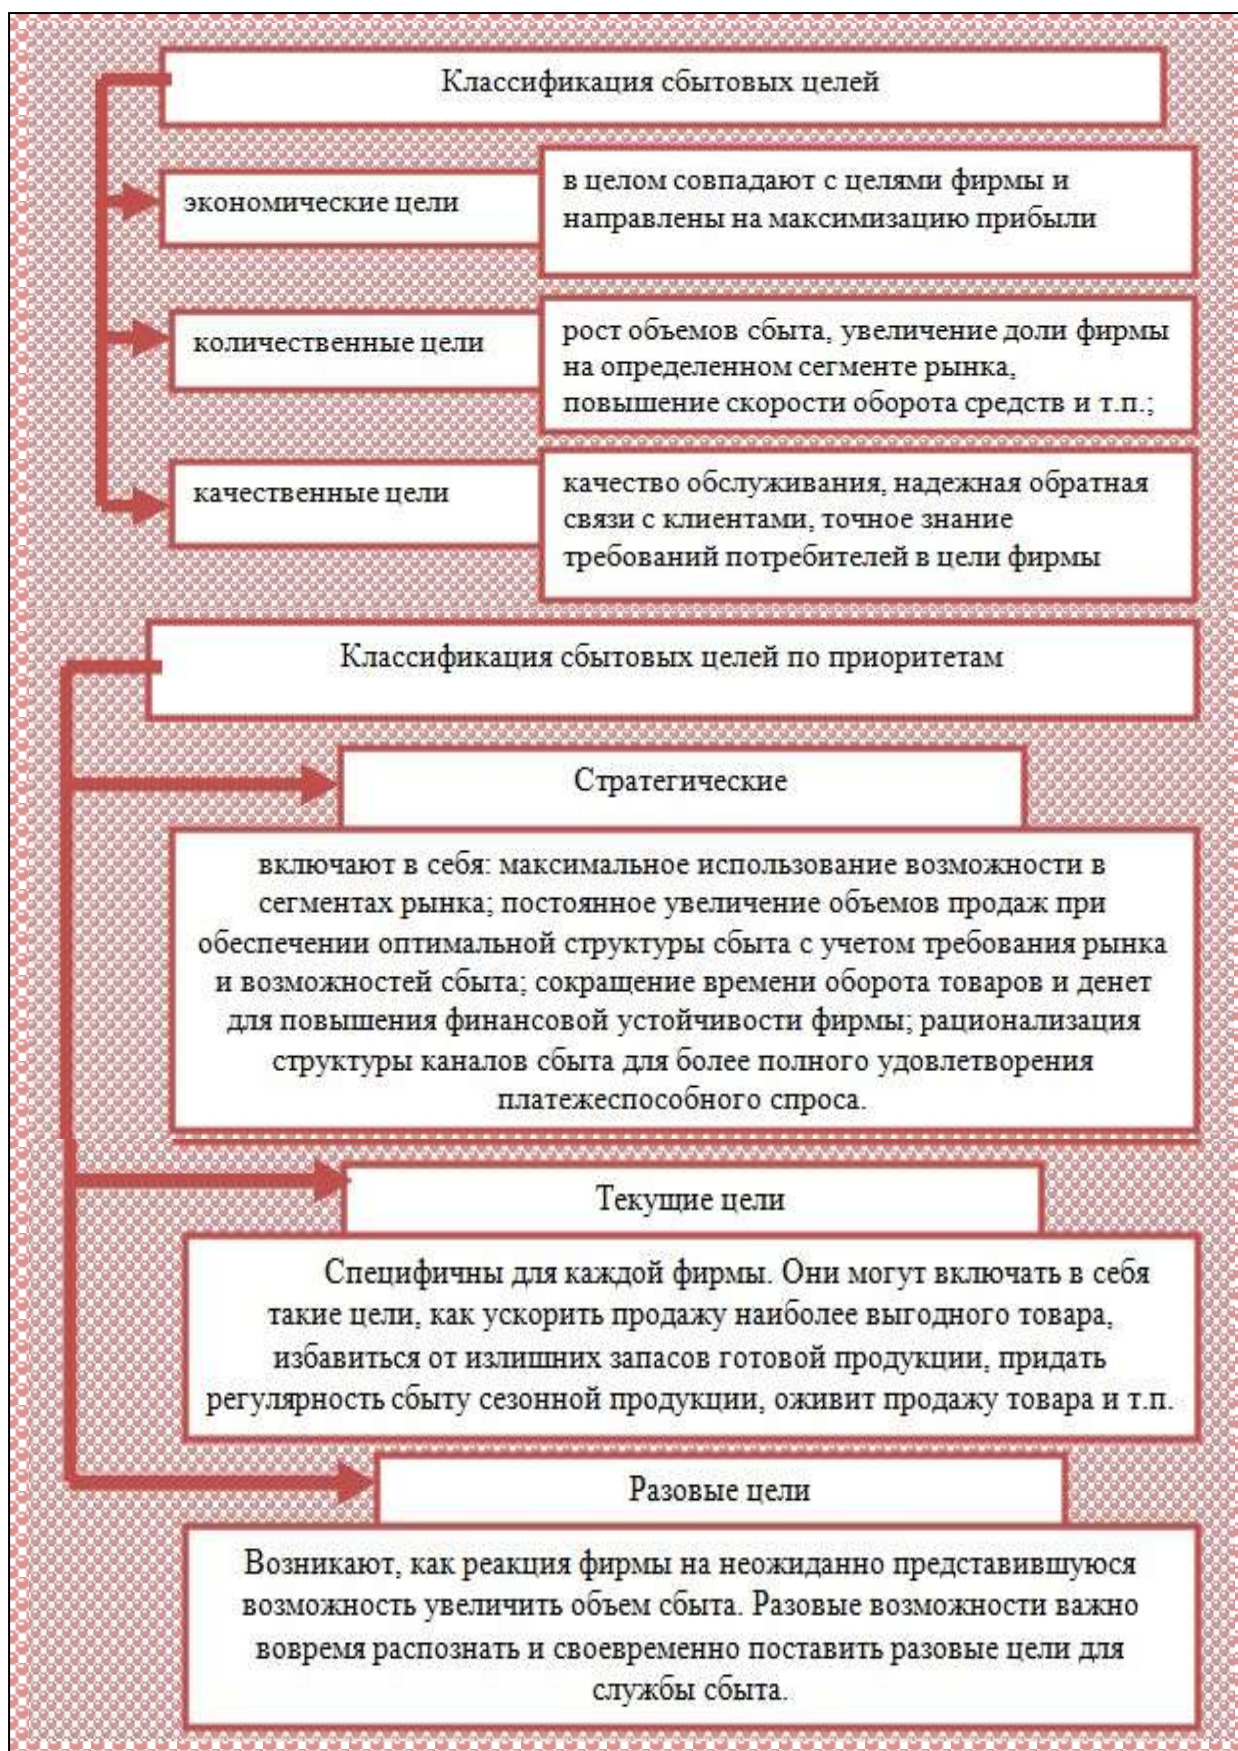 Классификация сбытовых целей
экономические цели
в целом совпадают с целями фирмы и
направлены на максимизацию прибыли
количественные цели
рост объемов сбыта, увеличение доли фирмы
на определенном сегменте рынка,
повышение скорости оборота средств и т.п.;
качественные цели
качество обслуживания, надежная обратная
связи с клиентами, точное знание
требований потребителей в цели фирмы
Классификация сбытовых целей по приоритетам
Стратегические
включают в себя: максимальное использование возможности в
сегментах рынка; постоянное увеличение объемов продаж при
обеспечении оптимальной структуры сбыта с учетом требования рынка
и возможностей сбыта; сокращение времени оборота товаров и денет
для повышения финансовой устойчивости фирмы; рационализация
структуры каналов сбыта для более полного удовлетворения
платежеспособного спроса.
Текущие цели
Специфичны для каждой фирмы. Они могут включать в себя
такие цели, как ускорить продажу наиболее выгодного товара,
избавиться от излишних запасов готовой продукции, придать
регулярность сбыту сезонной продукции, оживит продажу товара и т.п.
Разовые цели
Возникают, как реакция фирмы на неожиданно представившуюся
возможность увеличить объем сбыта. Разовые возможности важно
вовремя распознать и своевременно поставить разовые цели для
службы сбыта.